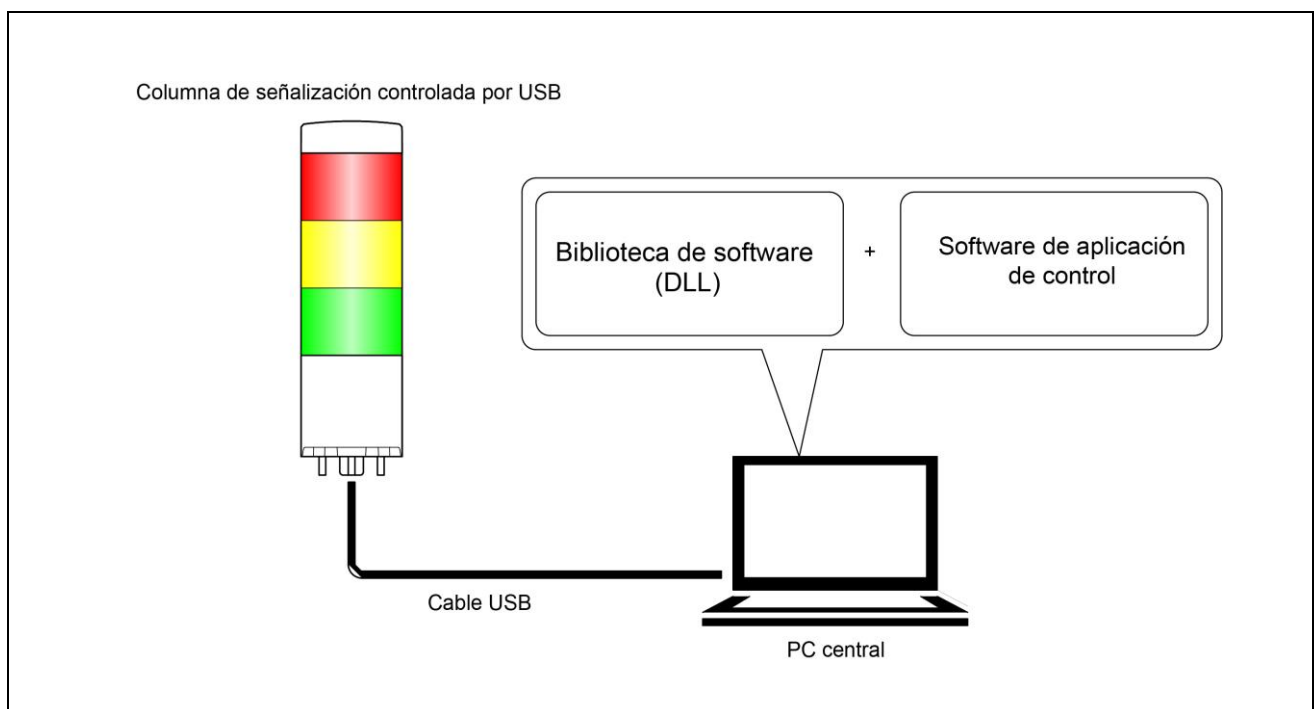 Columna de señalización controlada por USB
Biblioteca de software
(DLL)
+
Software de aplicación
de control
Cable USB
PC central